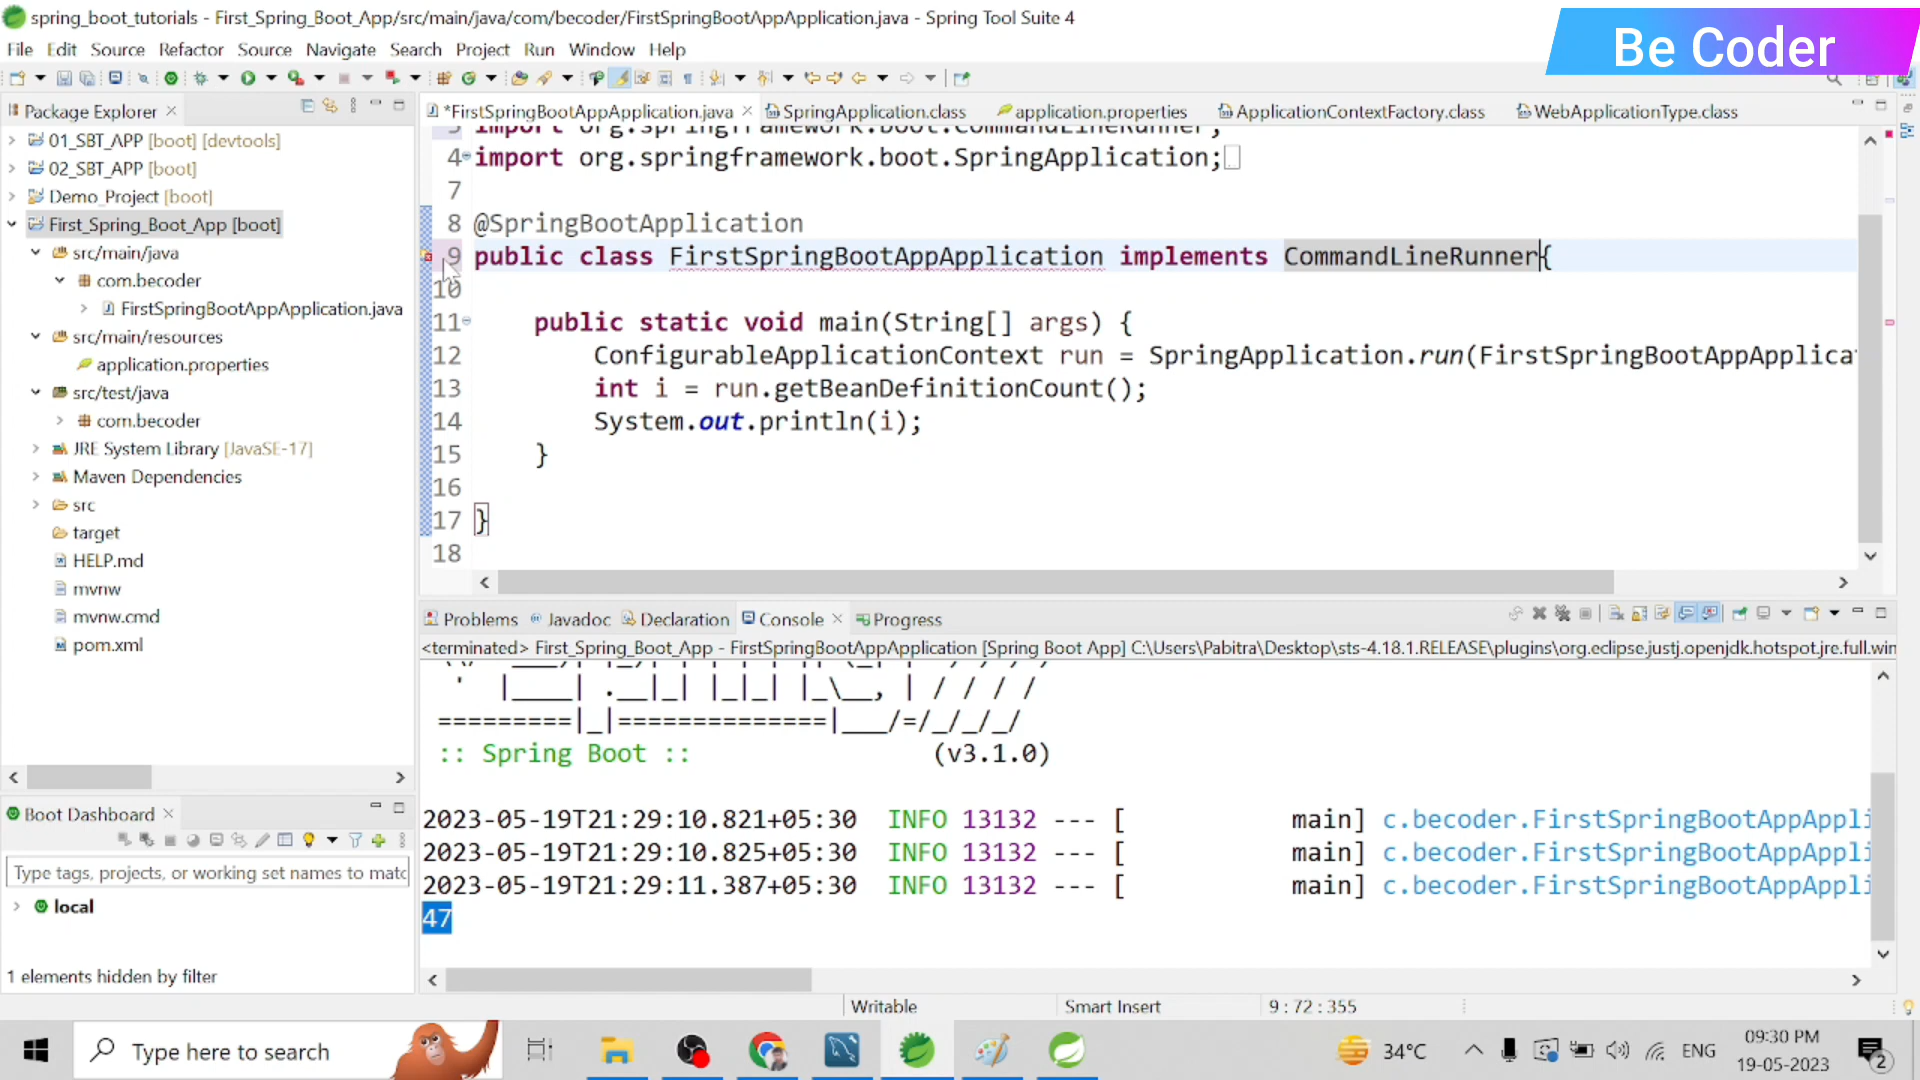 spring_boot_tutorials - First_Spring_Boot_App/src/main/java/com/becoder/FirstSpringBootAppApplication.java - Spring Tool Suite 4
Be Coder
File Edit Source Refactor Source Navigate Search Project Run Window Help
Package Explorer
*FirstSpringBootAppApplication.java SpringApplication.class application.properties ApplicationContextFactory.class WebApplicationType.class
01_SBT_APP [boot] [devtools]
02_SBT_APP [boot]
Demo_Project [boot]
First_Spring_Boot_App [boot]
src/main/java
com.becoder
FirstSpringBootAppApplication.java
src/main/resources
application.properties
src/test/java
com.becoder
JRE System Library [JavaSE-17]
Maven Dependencies
src
target
HELP.md
mvnw
mvnw.cmd
pom.xml
import org.springframework.boot.CommandLineRunner;
4 import org.springframework.boot.SpringApplication;
7
8 @SpringBootApplication
9 public class FirstSpringBootAppApplication implements CommandLineRunner{
10
11 public static void main(String[] args) {
12 ConfigurableApplicationContext run = SpringApplication.run(FirstSpringBootAppApplica
13 int i = run.getBeanDefinitionCount();
14 System.out.println(i);
15 }
16
17 }
18
Problems Javadoc Declaration Console Progress
<terminated> First_Spring_Boot_App - FirstSpringBootAppApplication [Spring Boot App] C:\Users\Pabitra\Desktop\sts-4.18.1.RELEASE\plugins\org.eclipse.justj.openjdk.hotspot.jre.full.win
' |____| .__|_| |_|_| |_\__, | / / / /
=========|_|==============|___/=/_/_/_/
:: Spring Boot :: (v3.1.0)
2023-05-19T21:29:10.821+05:30 INFO 13132 --- [ main] c.becoder.FirstSpringBootAppAppli
2023-05-19T21:29:10.825+05:30 INFO 13132 --- [ main] c.becoder.FirstSpringBootAppAppli
2023-05-19T21:29:11.387+05:30 INFO 13132 --- [ main] c.becoder.FirstSpringBootAppAppli
47
Boot Dashboard
Type tags, projects, or working set names to matc
local
1 elements hidden by filter
Writable Smart Insert 9 : 72 : 355
Type here to search
34°C
ENG
09:30 PM
19-05-2023
2